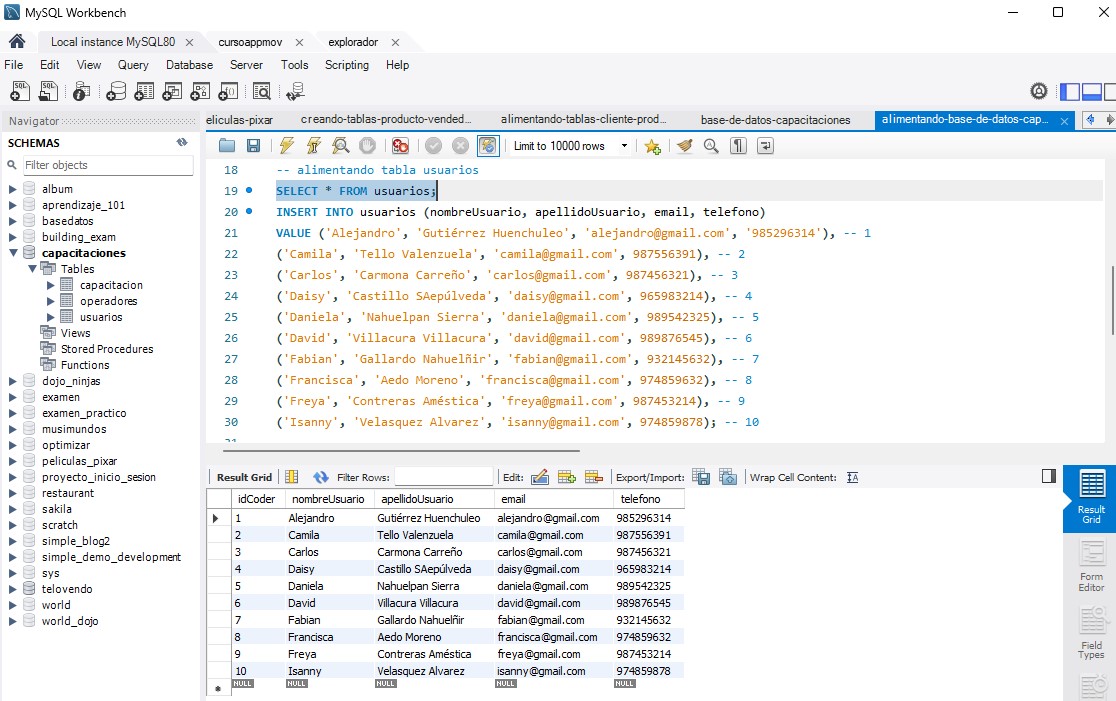 MySQL Workbench
Local instance MySQL80
cursoappmov
explorador
File Edit View Query Database Server Tools Scripting Help
Navigator
SCHEMAS
Filter objects
album
aprendizaje_101
basedatos
building_exam
capacitaciones
Tables
capacitacion
operadores
usuarios
Views
Stored Procedures
Functions
dojo_ninjas
examen
examen_practico
musimundos
optimizar
peliculas_pixar
proyecto_inicio_sesion
restaurant
sakila
scratch
simple_blog2
simple_demo_development
sys
telovendo
world
world_dojo
eliculas-pixar
creando-tablas-producto-vended...
alimentando-tablas-cliente-prod...
base-de-datos-capacitaciones
alimentando-base-de-datos-cap...
Limit to 10000 rows
18 -- alimentando tabla usuarios
19 SELECT * FROM usuarios;
20 INSERT INTO usuarios (nombreUsuario, apellidoUsuario, email, telefono)
21 VALUE ('Alejandro', 'Gutiérrez Huenchuleo', 'alejandro@gmail.com', '985296314'), -- 1
22 ('Camila', 'Tello Valenzuela', 'camila@gmail.com', 987556391), -- 2
23 ('Carlos', 'Carmona Carreño', 'carlos@gmail.com', 987456321), -- 3
24 ('Daisy', 'Castillo SAepúlveda', 'daisy@gmail.com', 965983214), -- 4
25 ('Daniela', 'Nahuelpan Sierra', 'daniela@gmail.com', 989542325), -- 5
26 ('David', 'Villacura Villacura', 'david@gmail.com', 989876545), -- 6
27 ('Fabian', 'Gallardo Nahuelñir', 'fabian@gmail.com', 932145632), -- 7
28 ('Francisca', 'Aedo Moreno', 'francisca@gmail.com', 974859632), -- 8
29 ('Freya', 'Contreras Améstica', 'freya@gmail.com', 987453214), -- 9
30 ('Isanny', 'Velasquez Alvarez', 'isanny@gmail.com', 974859878); -- 10
Result Grid Filter Rows: Edit: Export/Import: Wrap Cell Content:
idCoder nombreUsuario apellidoUsuario email telefono
1 Alejandro Gutiérrez Huenchuleo alejandro@gmail.com 985296314
2 Camila Tello Valenzuela camila@gmail.com 987556391
3 Carlos Carmona Carreño carlos@gmail.com 987456321
4 Daisy Castillo SAepúlveda daisy@gmail.com 965983214
5 Daniela Nahuelpan Sierra daniela@gmail.com 989542325
6 David Villacura Villacura david@gmail.com 989876545
7 Fabian Gallardo Nahuelñir fabian@gmail.com 932145632
8 Francisca Aedo Moreno francisca@gmail.com 974859632
9 Freya Contreras Améstica freya@gmail.com 987453214
10 Isanny Velasquez Alvarez isanny@gmail.com 974859878
NULL NULL NULL NULL NULL
Result
Grid
Form
Editor
Field
Types